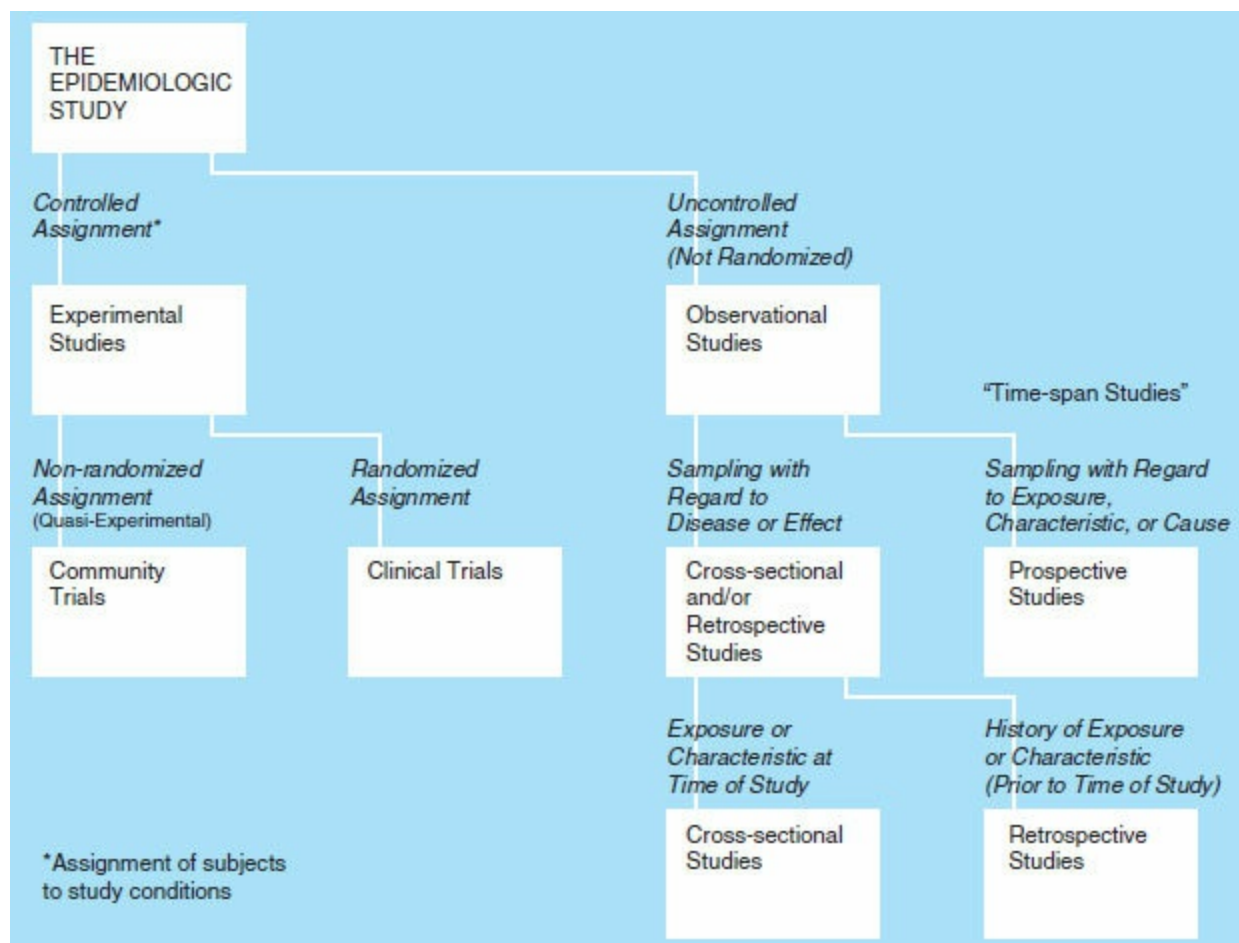 THE
EPIDEMIOLOGIC
STUDY
Controlled
Assignment*
Uncontrolled
Assignment
(Not Randomized)
Experimental
Studies
Observational
Studies
“Time-span Studies”
Non-randomized
Assignment
(Quasi-Experimental)
Randomized
Assignment
Sampling with
Regard to
Disease or Effect
Sampling with Regard
to Exposure,
Characteristic, or Cause
Community
Trials
Clinical Trials
Cross-sectional
and/or
Retrospective
Studies
Prospective
Studies
Exposure or
Characteristic at
Time of Study
History of Exposure
or Characteristic
(Prior to Time of Study)
Cross-sectional
Studies
Retrospective
Studies
*Assignment of subjects
to study conditions